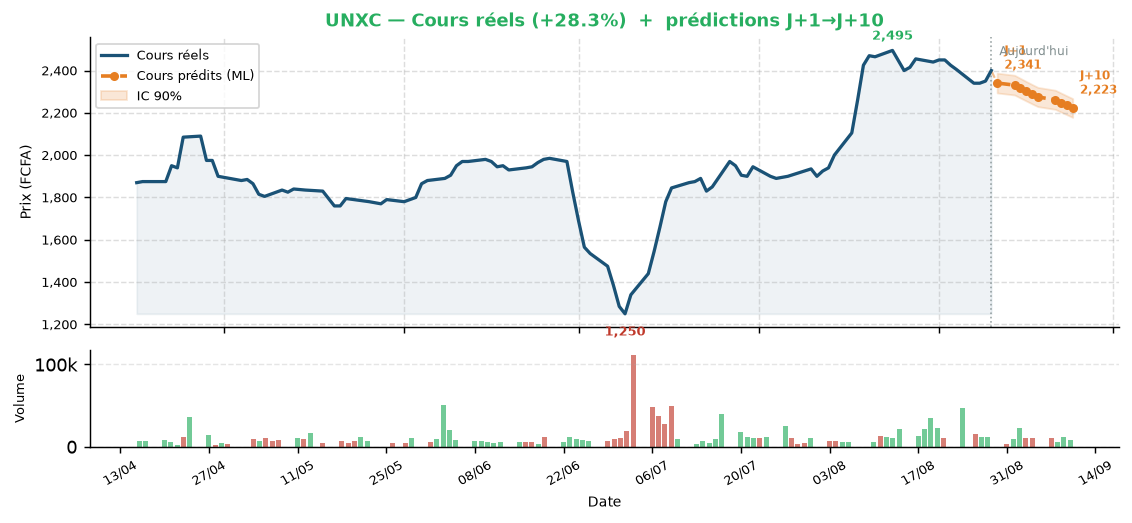 UNXC — Cours réels (+28.3%) + prédictions J+1→J+10
Cours réels
Cours prédits (ML)
IC 90%
2,495
Aujourd'hui
J+1
2,341
J+10
2,223
1,250
Prix (FCFA)
2,400
2,200
2,000
1,800
1,600
1,400
1,200
Volume
100k
0
13/04
27/04
11/05
25/05
08/06
22/06
06/07
20/07
03/08
17/08
31/08
14/09
Date